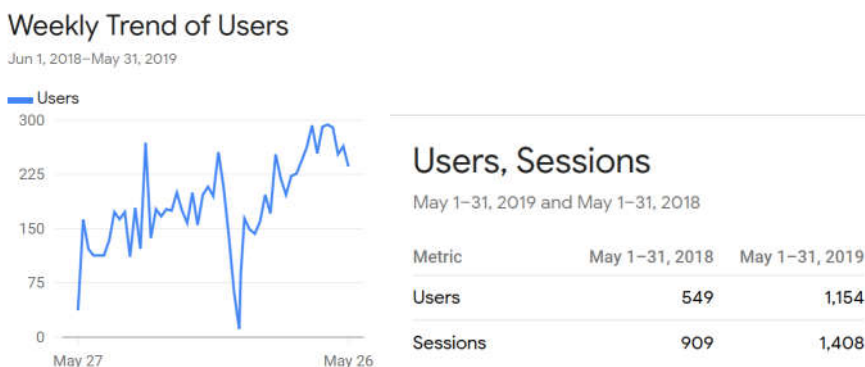 Weekly Trend of Users
Jun 1, 2018–May 31, 2019
Users
300
225
150
75
0
May 27 May 26
Users, Sessions
May 1–31, 2019 and May 1–31, 2018
Metric May 1–31, 2018 May 1–31, 2019
Users 549 1,154
Sessions 909 1,408